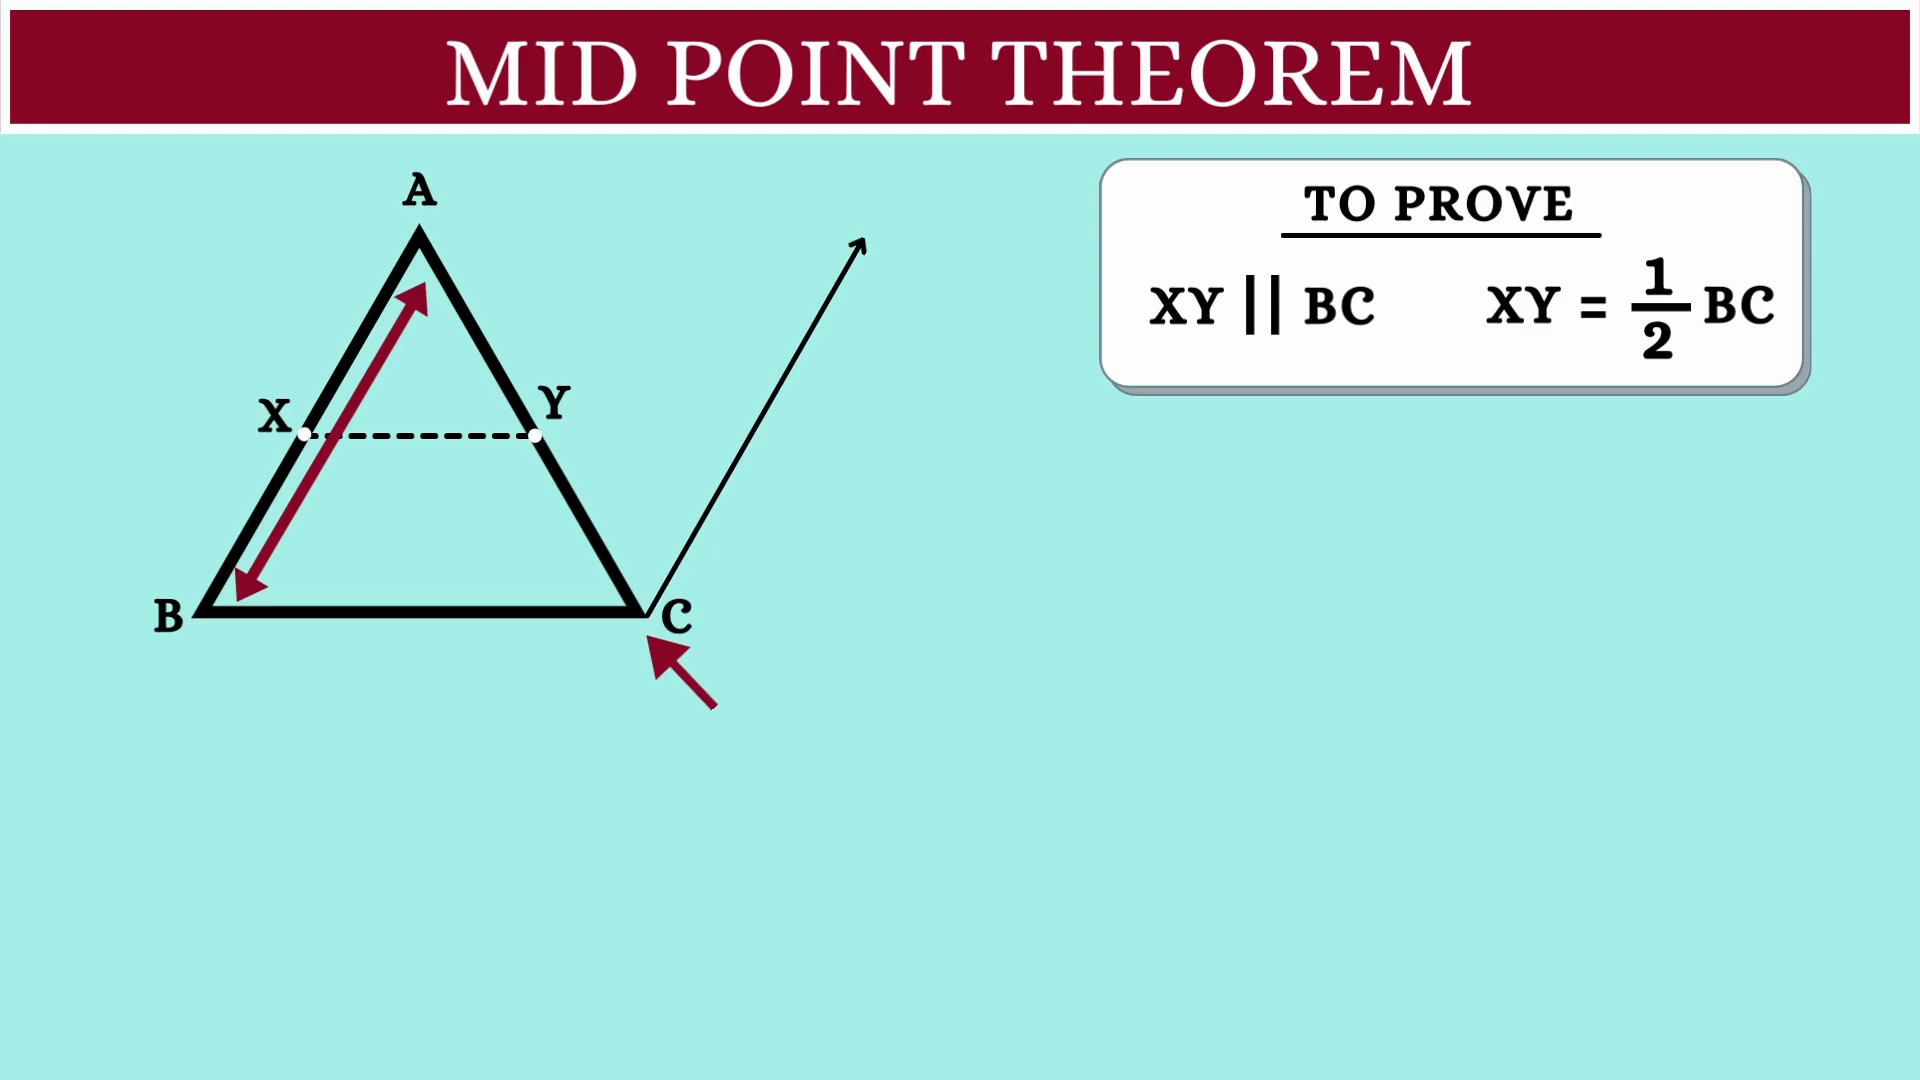 MID POINT THEOREM
A
X
Y
B
C
TO PROVE
XY || BC
XY = 1/2 BC